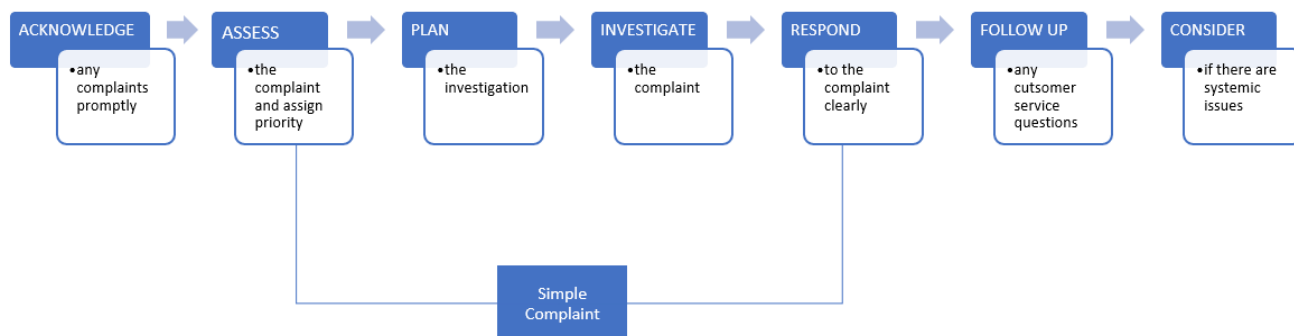 ACKNOWLEDGE
•any
complaints
promptly
ASSESS
•the
complaint
and assign
priority
PLAN
•the
investigation
INVESTIGATE
•the
complaint
RESPOND
•to the
complaint
clearly
FOLLOW UP
•any
cutsomer
service
questions
CONSIDER
•if there are
systemic
issues
Simple
Complaint